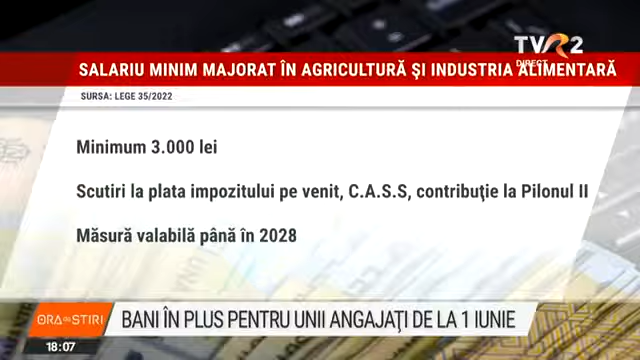 TVR2
DIRECT
SALARIU MINIM MAJORAT ÎN AGRICULTURĂ ŞI INDUSTRIA ALIMENTARĂ
SURSA: LEGE 35/2022
Minimum 3.000 lei
Scutiri la plata impozitului pe venit, C.A.S.S, contribuţie la Pilonul II
Măsură valabilă până în 2028
ORA DE ŞTIRI
BANI ÎN PLUS PENTRU UNII ANGAJAŢI DE LA 1 IUNIE
18:07